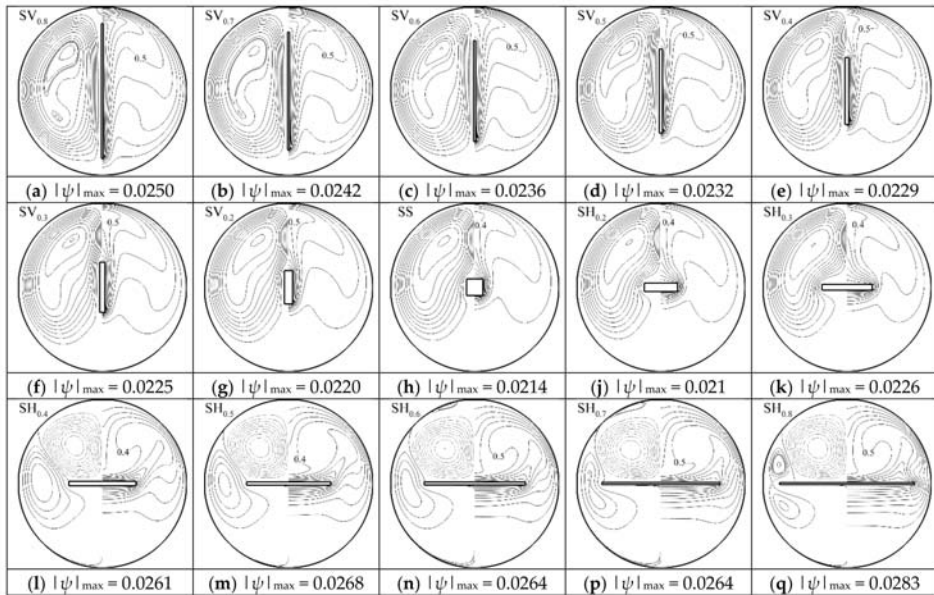 SV0.8 SV0.7 SV0.6 SV0.5 SV0.4
0.5 0.5 0.5 0.5 0.5
(a) |ψ|max = 0.0250 (b) |ψ|max = 0.0242 (c) |ψ|max = 0.0236 (d) |ψ|max = 0.0232 (e) |ψ|max = 0.0229
SV0.3 SV0.2 SS SH0.2 SH0.3
0.5 0.5 0.4 0.4 0.4
(f) |ψ|max = 0.0225 (g) |ψ|max = 0.0220 (h) |ψ|max = 0.0214 (j) |ψ|max = 0.021 (k) |ψ|max = 0.0226
SH0.4 SH0.5 SH0.6 SH0.7 SH0.8
0.4 0.4 0.5 0.5 0.5
(l) |ψ|max = 0.0261 (m) |ψ|max = 0.0268 (n) |ψ|max = 0.0264 (p) |ψ|max = 0.0264 (q) |ψ|max = 0.0283